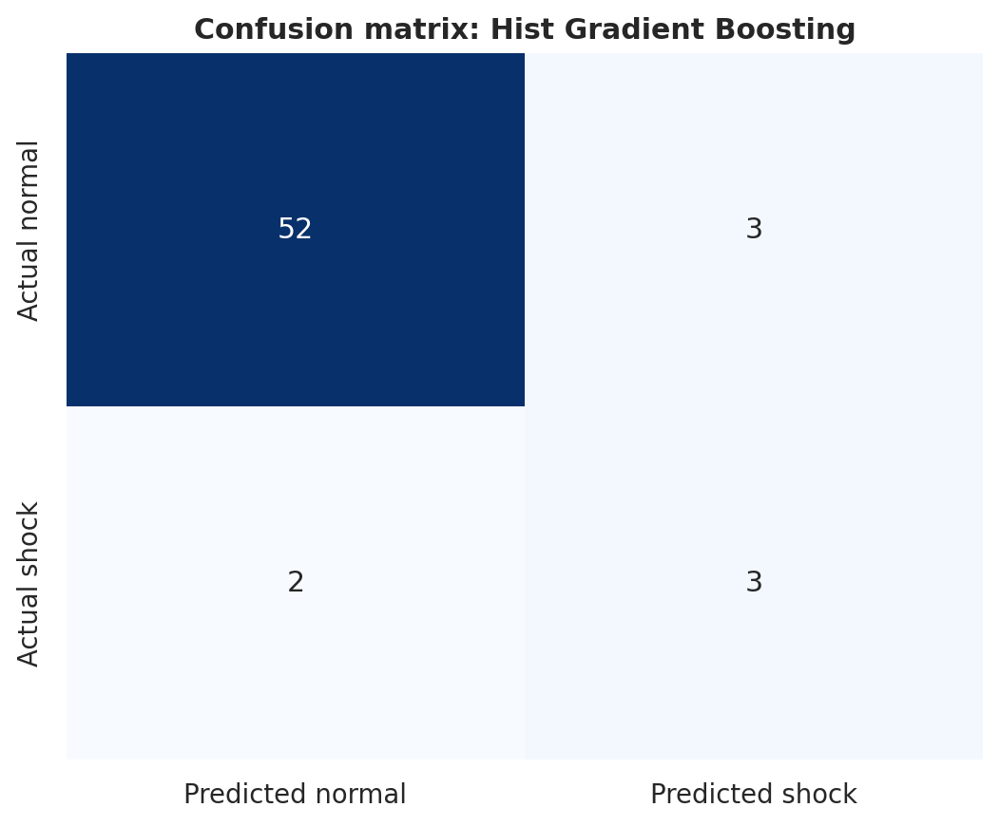 Confusion matrix: Hist Gradient Boosting
Actual normal
52
3
Actual shock
2
3
Predicted normal
Predicted shock